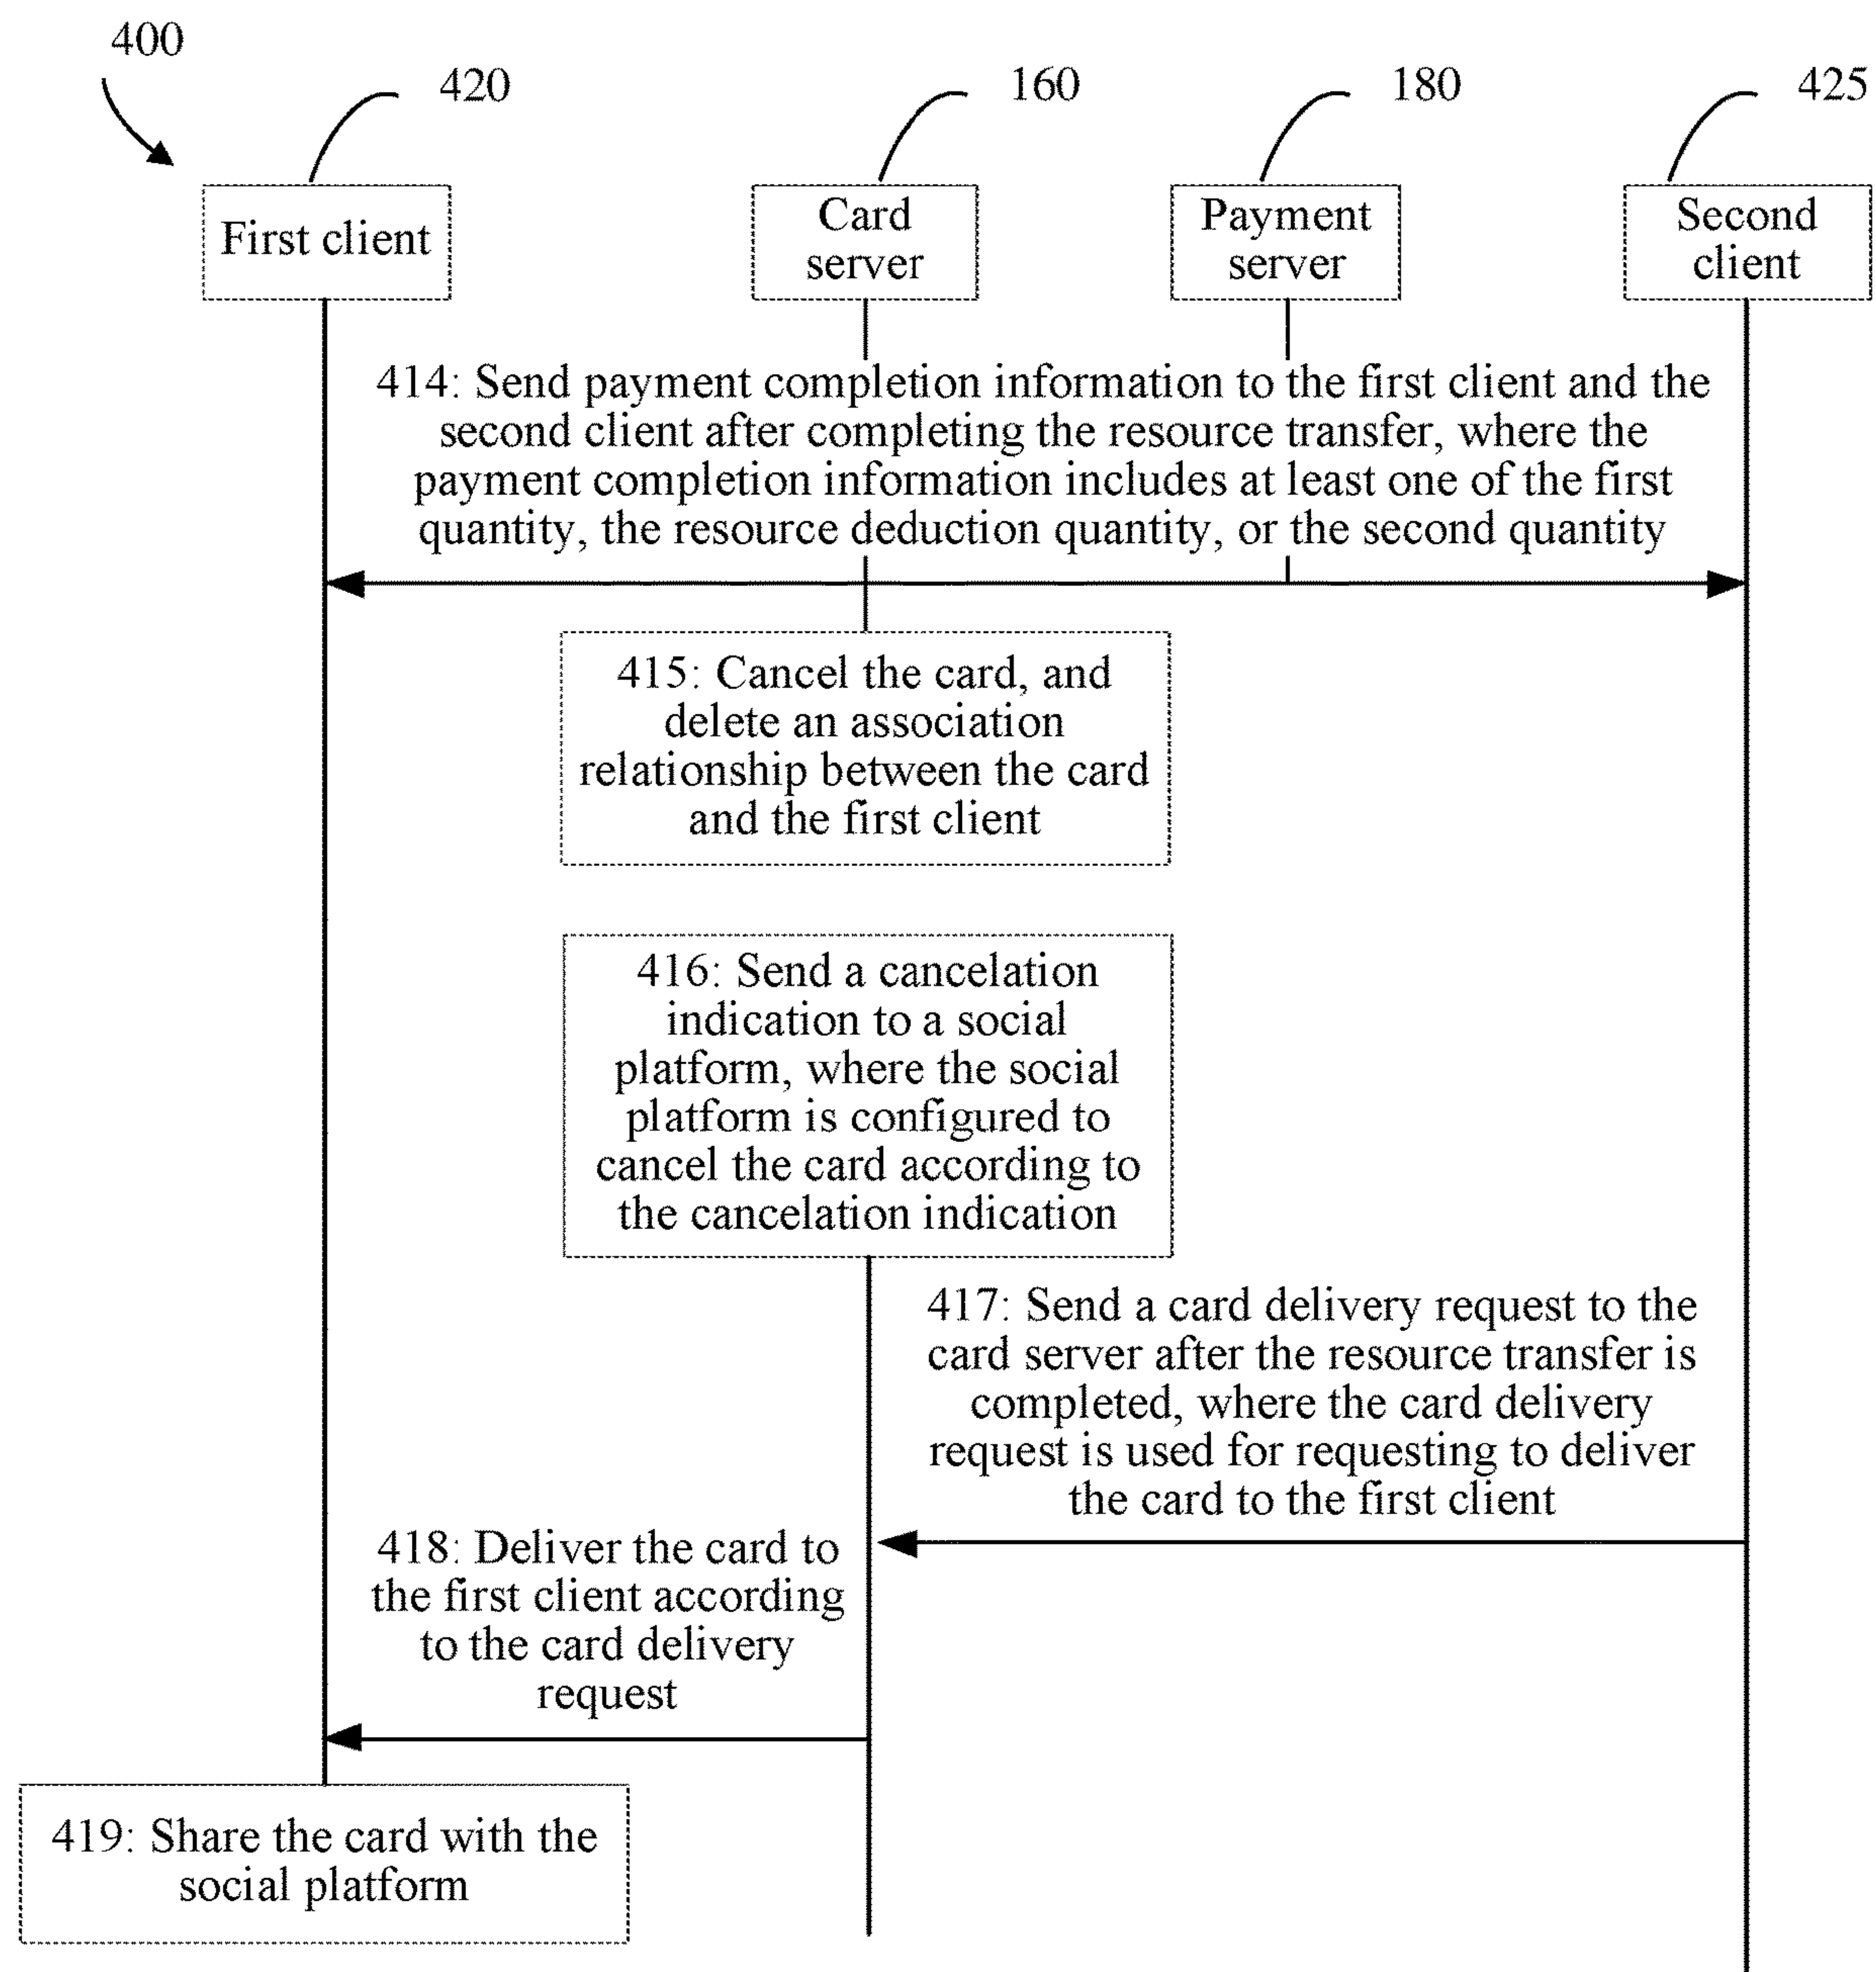 400
420
160
180
425
First client
Card
server
Payment
server
Second
client
414: Send payment completion information to the first client and the
second client after completing the resource transfer, where the
payment completion information includes at least one of the first
quantity, the resource deduction quantity, or the second quantity
415: Cancel the card, and
delete an association
relationship between the card
and the first client
416: Send a cancelation
indication to a social
platform, where the social
platform is configured to
cancel the card according to
the cancelation indication
417: Send a card delivery request to the
card server after the resource transfer is
completed, where the card delivery
request is used for requesting to deliver
the card to the first client
418: Deliver the card to
the first client according
to the card delivery
request
419: Share the card with the
social platform